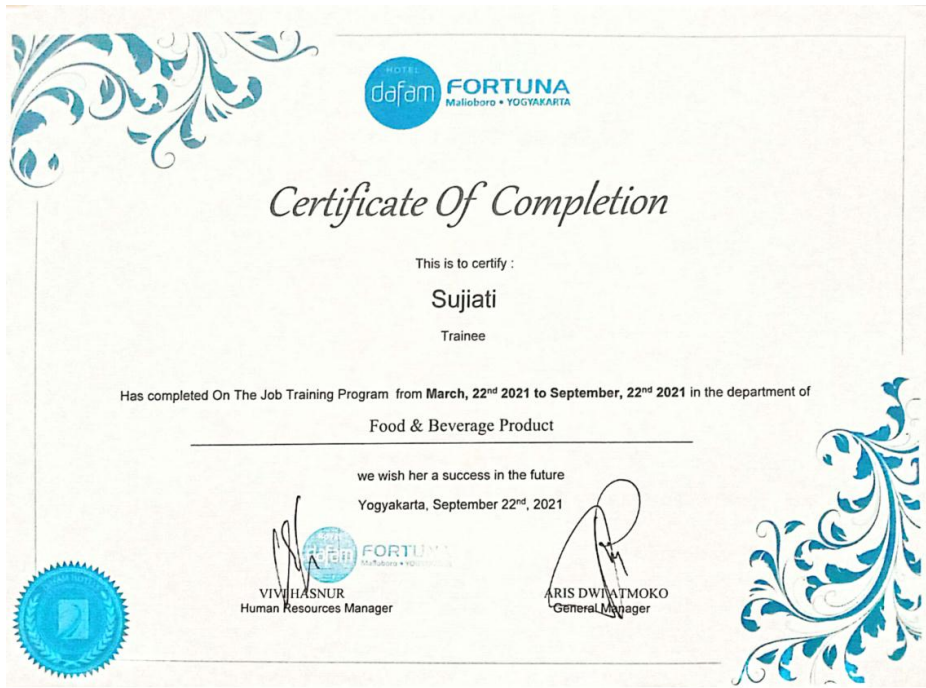 HOTEL
dafam
FORTUNA
Malioboro • YOGYAKARTA
Certificate Of Completion
This is to certify :
Sujiati
Trainee
Has completed On The Job Training Program from March, 22nd 2021 to September, 22nd 2021 in the department of
Food & Beverage Product
we wish her a success in the future
Yogyakarta, September 22nd, 2021
dafam FORTU
VIVI HASNUR
Human Resources Manager
ARIS DWI ATMOKO
General Manager